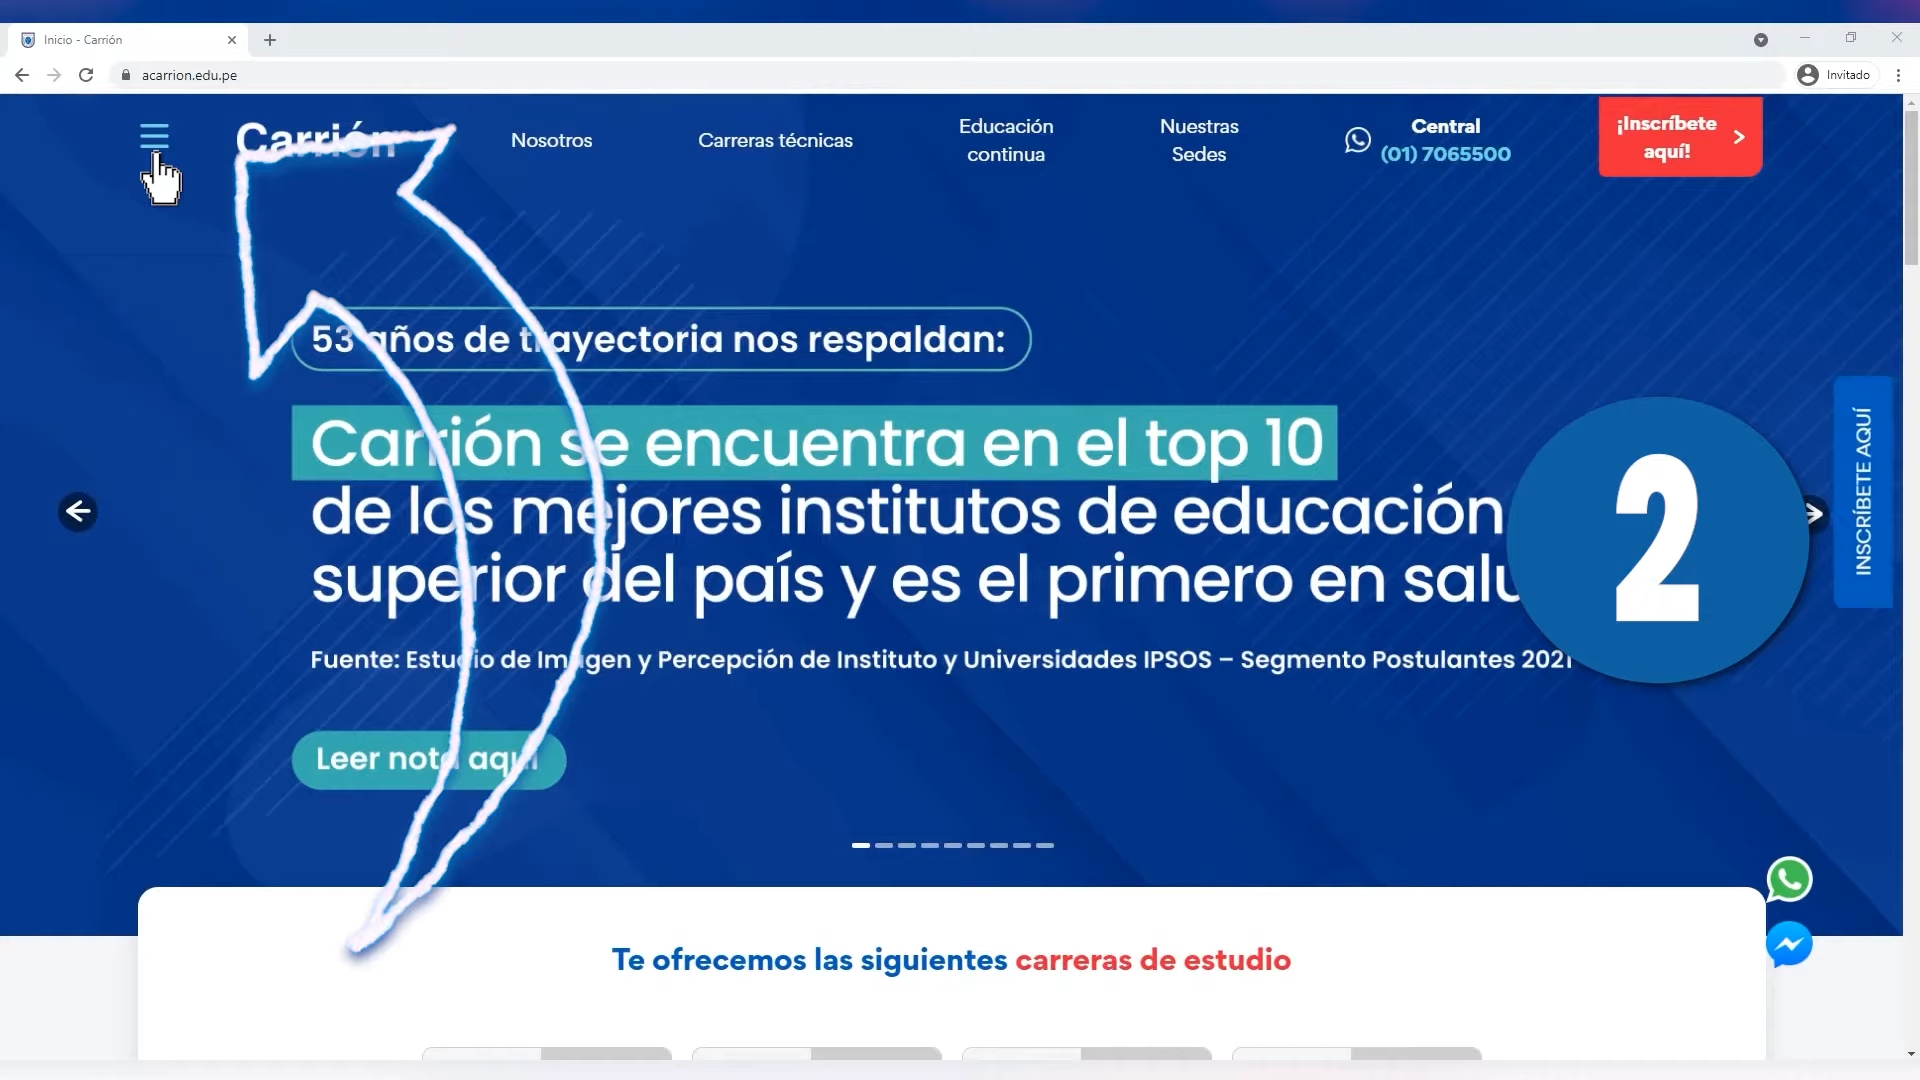 Inicio - Carrión
acarrion.edu.pe
Invitado
Carrión
Nosotros
Carreras técnicas
Educación
continua
Nuestras
Sedes
Central
(01) 7065500
¡Inscríbete
aquí!
53 años de trayectoria nos respaldan:
Carrión se encuentra en el top 10
de los mejores institutos de educación
superior del país y es el primero en salu
2
INSCRÍBETE AQUÍ
Fuente: Estudio de Imagen y Percepción de Instituto y Universidades IPSOS – Segmento Postulantes 2021
Leer nota aquí
Te ofrecemos las siguientes carreras de estudio